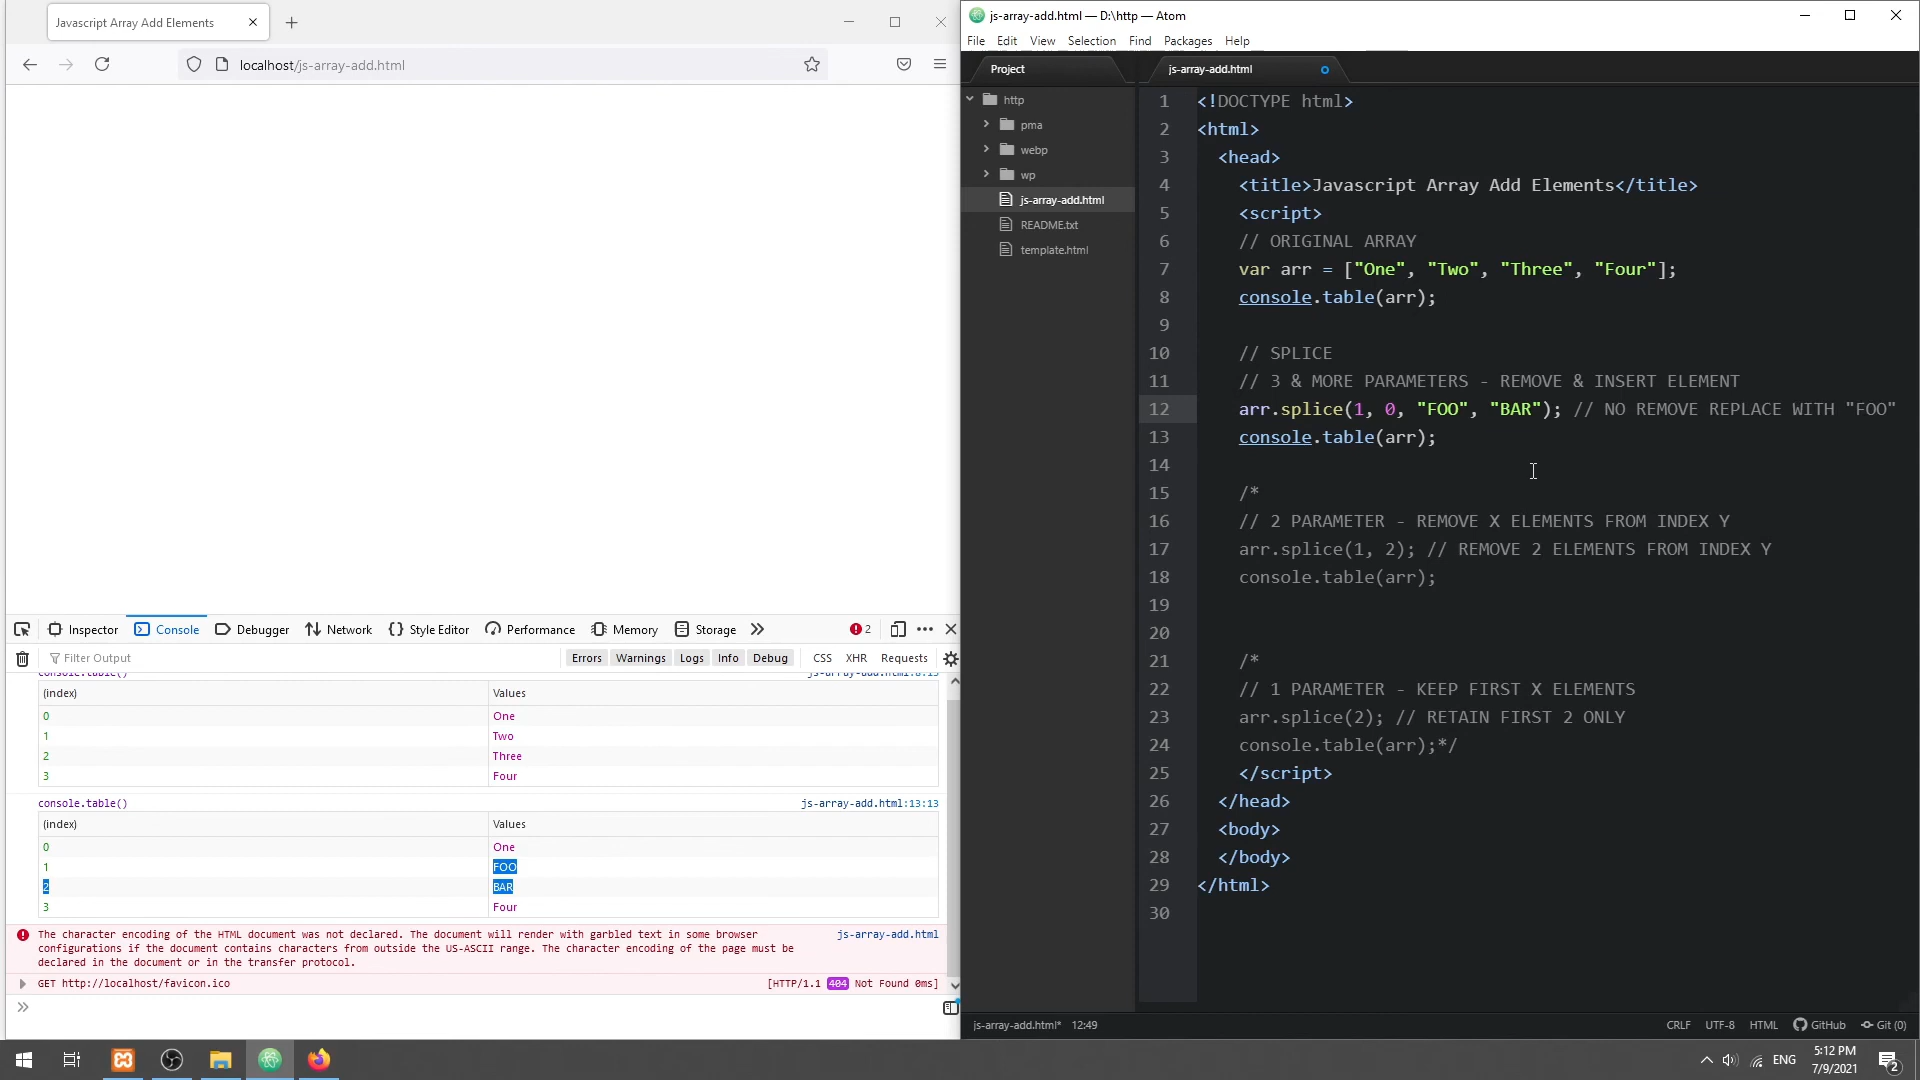 Javascript Array Add Elements
localhost/js-array-add.html
Inspector
Console
Debugger
Network
Style Editor
Performance
Memory
Storage
2
Filter Output
Errors
Warnings
Logs
Info
Debug
CSS
XHR
Requests
console.table() js-array-add.html:8:13
(index) Values
0 One
1 Two
2 Three
3 Four
console.table() js-array-add.html:13:13
(index) Values
0 One
1 FOO
2 BAR
3 Four
The character encoding of the HTML document was not declared. The document will render with garbled text in some browser js-array-add.html
configurations if the document contains characters from outside the US-ASCII range. The character encoding of the page must be
declared in the document or in the transfer protocol.
GET http://localhost/favicon.ico [HTTP/1.1 404 Not Found 0ms]
js-array-add.html — D:\http — Atom
File Edit View Selection Find Packages Help
Project
http
pma
webp
wp
js-array-add.html
README.txt
template.html
js-array-add.html
1 <!DOCTYPE html>
2 <html>
3 <head>
4 <title>Javascript Array Add Elements</title>
5 <script>
6 // ORIGINAL ARRAY
7 var arr = ["One", "Two", "Three", "Four"];
8 console.table(arr);
9
10 // SPLICE
11 // 3 & MORE PARAMETERS - REMOVE & INSERT ELEMENT
12 arr.splice(1, 0, "FOO", "BAR"); // NO REMOVE REPLACE WITH "FOO"
13 console.table(arr);
14
15 /*
16 // 2 PARAMETER - REMOVE X ELEMENTS FROM INDEX Y
17 arr.splice(1, 2); // REMOVE 2 ELEMENTS FROM INDEX Y
18 console.table(arr);
19
20
21 /*
22 // 1 PARAMETER - KEEP FIRST X ELEMENTS
23 arr.splice(2); // RETAIN FIRST 2 ONLY
24 console.table(arr);*/
25 </script>
26 </head>
27 <body>
28 </body>
29 </html>
30
js-array-add.html* 12:49
CRLF UTF-8 HTML GitHub Git (0)
ENG
5:12 PM
7/9/2021
2